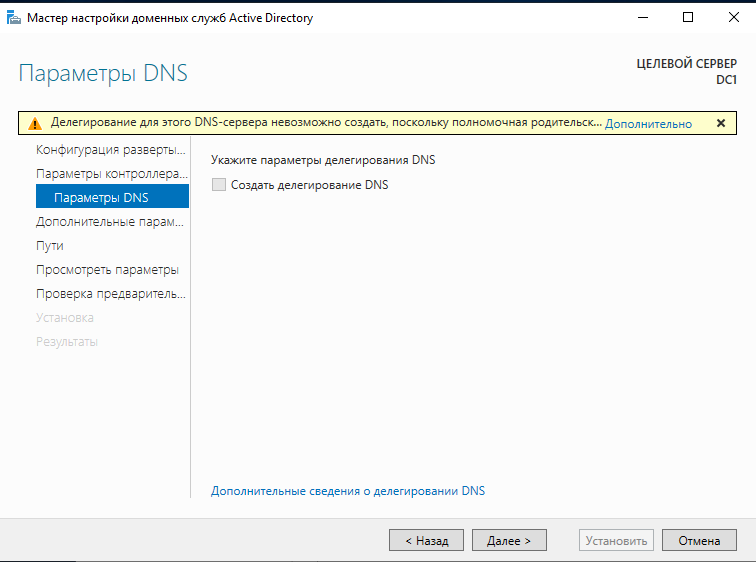 Мастер настройки доменных служб Active Directory
Параметры DNS
ЦЕЛЕВОЙ СЕРВЕР
DC1
Делегирование для этого DNS-сервера невозможно создать, поскольку полномочная родительск... Дополнительно
Конфигурация разверты...
Параметры контроллера...
Параметры DNS
Дополнительные парам...
Пути
Просмотреть параметры
Проверка предваритель...
Установка
Результаты
Укажите параметры делегирования DNS
Создать делегирование DNS
Дополнительные сведения о делегировании DNS
< Назад
Далее >
Установить
Отмена